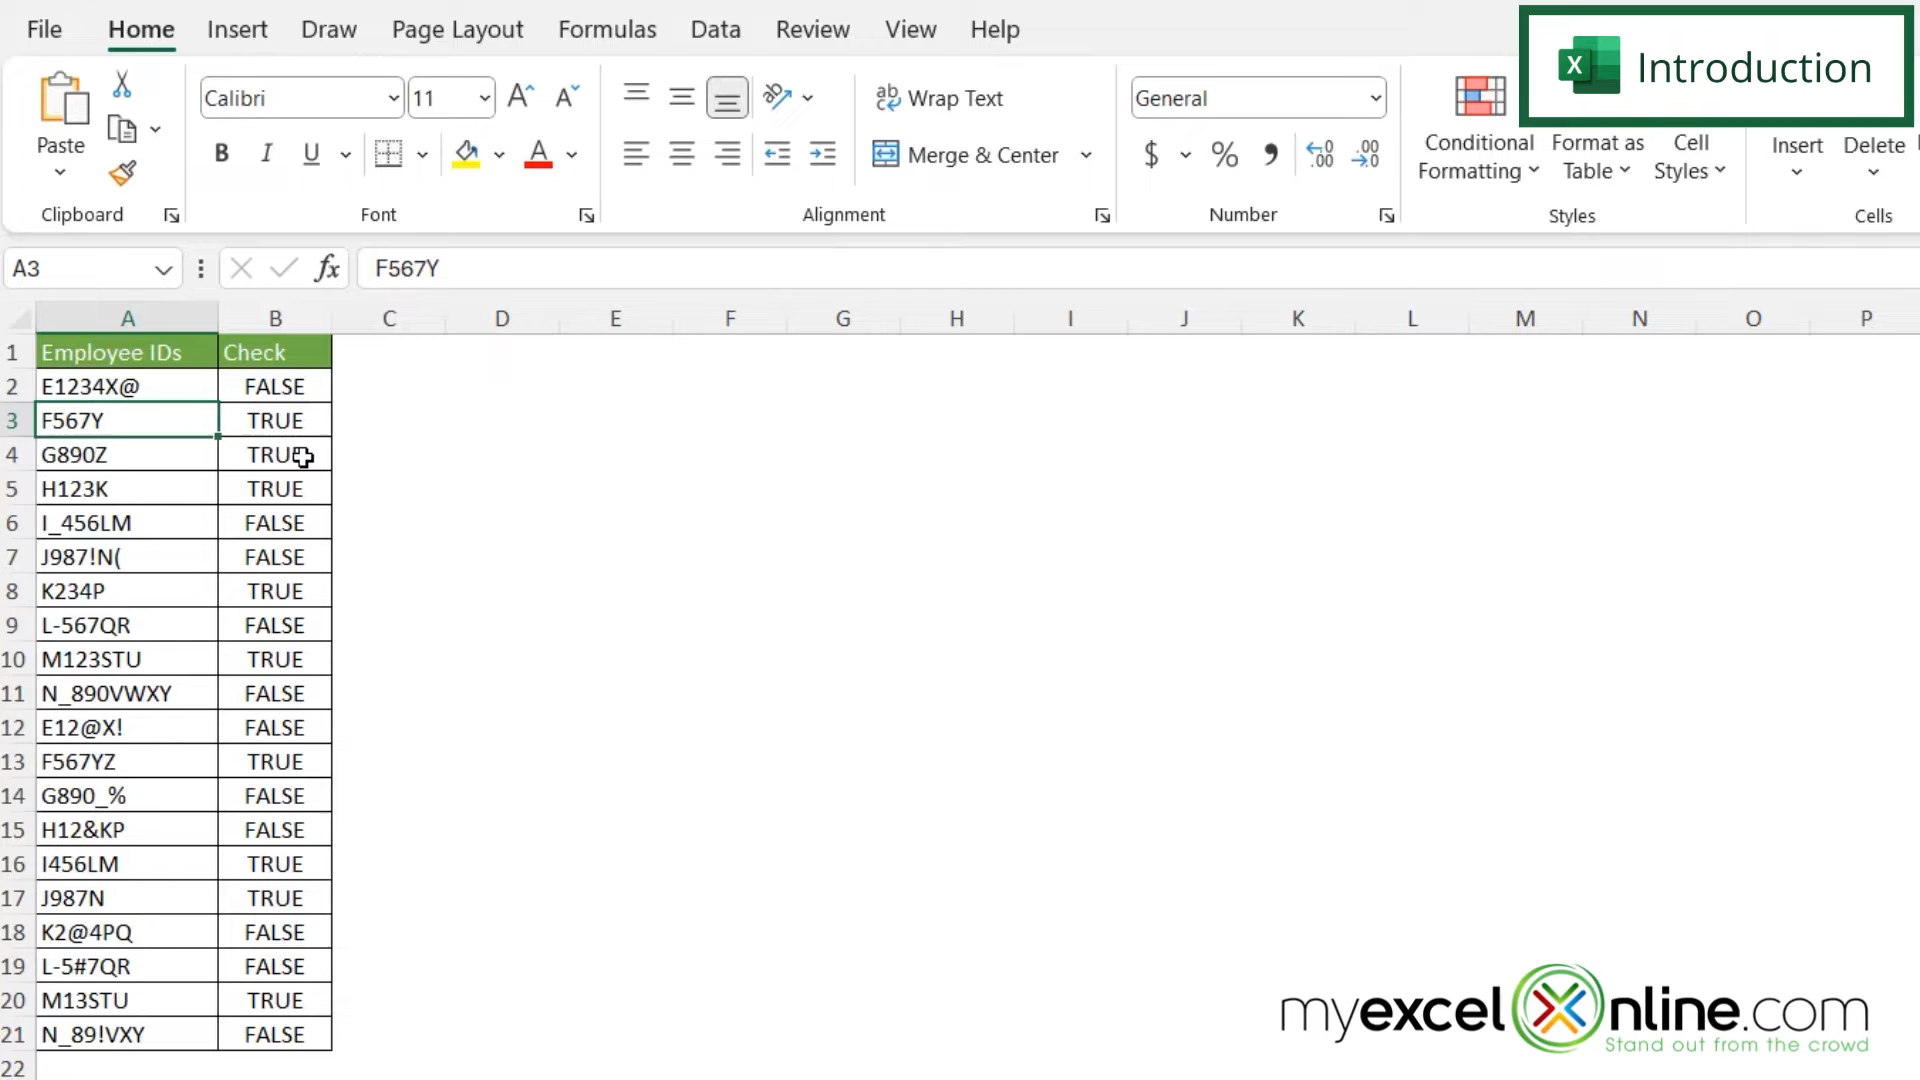 File Home Insert Draw Page Layout Formulas Data Review View Help
X Introduction
Calibri 11 A A ab Wrap Text General
Paste
B I U A Merge & Center $ % , .00 .00
Conditional Formatting
Format as Table
Cell Styles
Insert Delete
Clipboard Font Alignment Number Styles Cells
A3 fx F567Y
A B C D E F G H I J K L M N O P
1 Employee IDs Check
2 E1234X@ FALSE
3 F567Y TRUE
4 G890Z TRUE
5 H123K TRUE
6 I_456LM FALSE
7 J987!N( FALSE
8 K234P TRUE
9 L-567QR FALSE
10 M123STU TRUE
11 N_890VWXY FALSE
12 E12@X! FALSE
13 F567YZ TRUE
14 G890_% FALSE
15 H12&KP FALSE
16 I456LM TRUE
17 J987N TRUE
18 K2@4PQ FALSE
19 L-5#7QR FALSE
20 M13STU TRUE
21 N_89!VXY FALSE
22
myexcelOnline.com
Stand out from the crowd